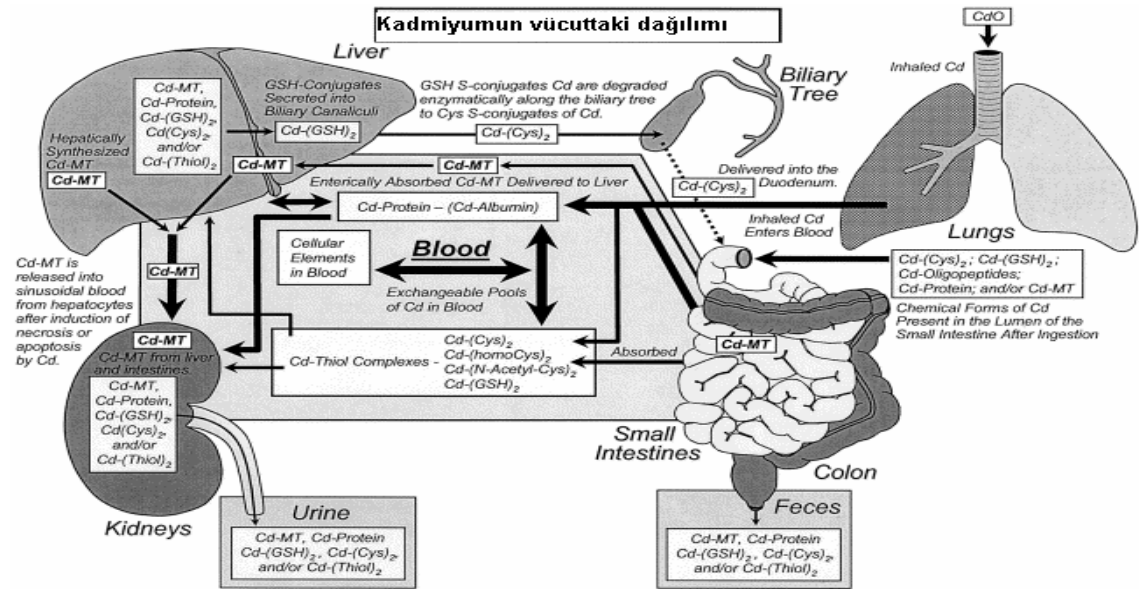 Kadmiyumun vücuttaki dağılımı
Liver
Cd-MT,
Cd-Protein,
Cd-(GSH)₂,
Cd(Cys)₂,
and/or
Cd-(Thiol)₂
GSH-Conjugates
Secreted into
Biliary Canaliculi
Cd-(GSH)₂
Hepatically
Synthesized
Cd-MT
Cd-MT
Cd-MT
GSH S-conjugates Cd are degraded
enzymatically along the biliary tree
to Cys S-conjugates of Cd.
Cd-(Cys)₂
Biliary
Tree
CdO
Inhaled Cd
Cd-MT
Enterically Absorbed Cd-MT Delivered to Liver
Delivered into the
Duodenum.
Cd-(Cys)₂
Cd-Protein – (Cd-Albumin)
Inhaled Cd
Enters Blood
Lungs
Cellular
Elements
in Blood
Blood
Exchangeable Pools
of Cd in Blood
Cd-MT is
released into
sinusoidal blood
from hepatocytes
after induction of
necrosis or
apoptosis
by Cd.
Cd-MT
Cd-(Cys)₂ ; Cd-(GSH)₂ ;
Cd-Oligopeptides;
Cd-Protein; and/or Cd-MT
Chemical Forms of Cd
Present in the Lumen of the
Small Intestine After Ingestion
Cd-MT
Cd-MT from liver
and intestines.
Cd-MT,
Cd-Protein,
Cd-(GSH)₂,
Cd(Cys)₂,
and/or
Cd-(Thiol)₂
Cd-Thiol Complexes -
Cd-(Cys)₂
Cd-(homoCys)₂
Cd-(N-Acetyl-Cys)₂
Cd-(GSH)₂
Absorbed
Cd-MT
Small
Intestines
Colon
Kidneys
Urine
Cd-MT, Cd-Protein
Cd-(GSH)₂ , Cd-(Cys)₂,
and/or Cd-(Thiol)₂
Feces
Cd-MT, Cd-Protein
Cd-(GSH)₂ , Cd-(Cys)₂,
and/or Cd-(Thiol)₂